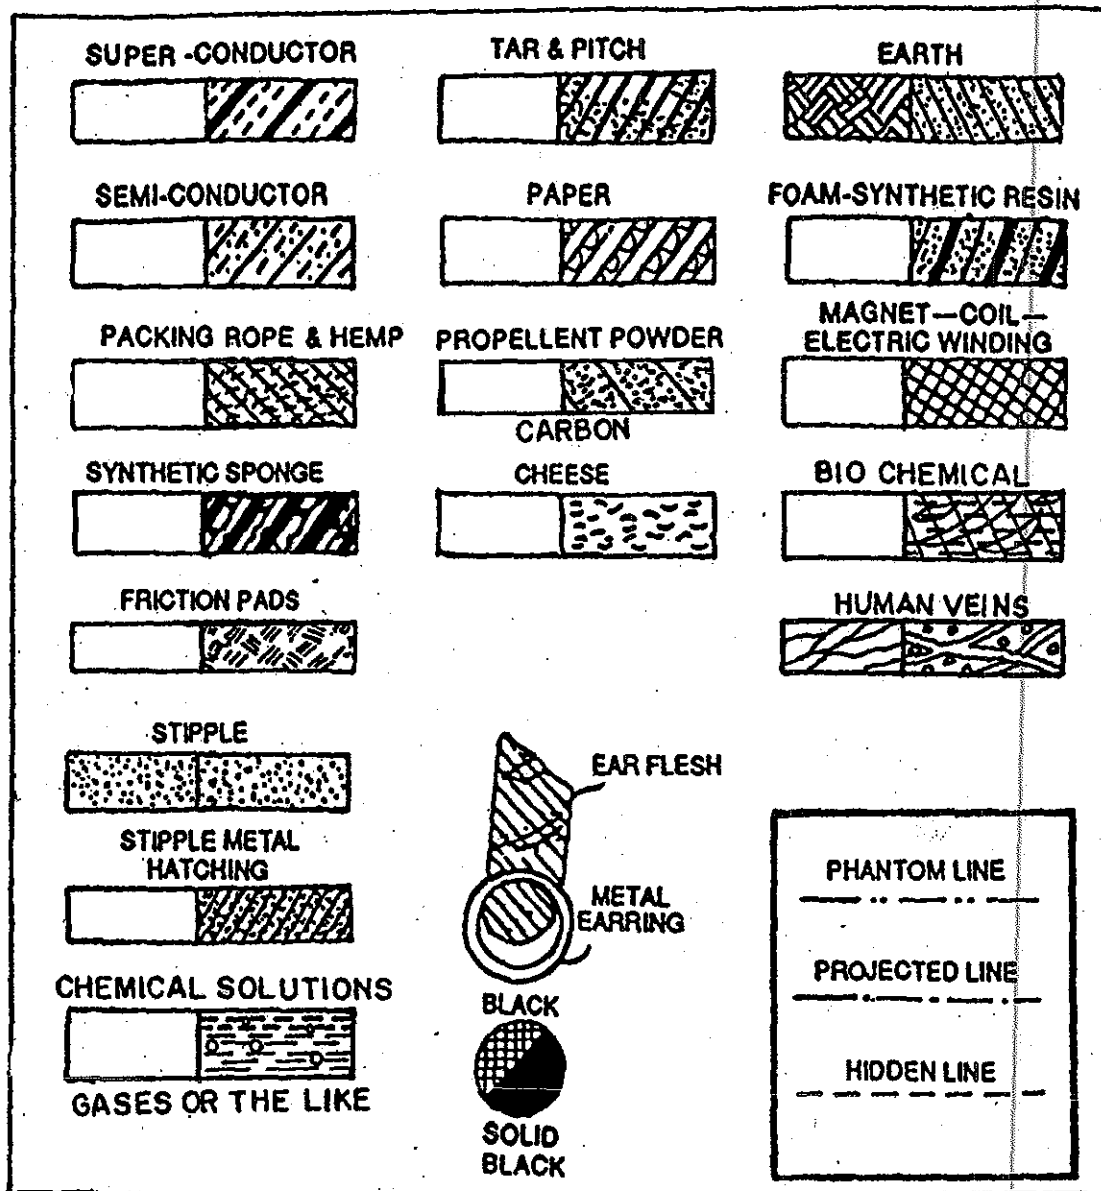 SUPER-CONDUCTOR
TAR & PITCH
EARTH
SEMI-CONDUCTOR
PAPER
FOAM-SYNTHETIC RESIN
PACKING ROPE & HEMP
PROPELLENT POWDER
CARBON
MAGNET—COIL—
ELECTRIC WINDING
SYNTHETIC SPONGE
CHEESE
BIO CHEMICAL
FRICTION PADS
HUMAN VEINS
STIPPLE
EAR FLESH
STIPPLE METAL
HATCHING
METAL
EARRING
PHANTOM LINE
PROJECTED LINE
HIDDEN LINE
CHEMICAL SOLUTIONS
GASES OR THE LIKE
BLACK
SOLID
BLACK